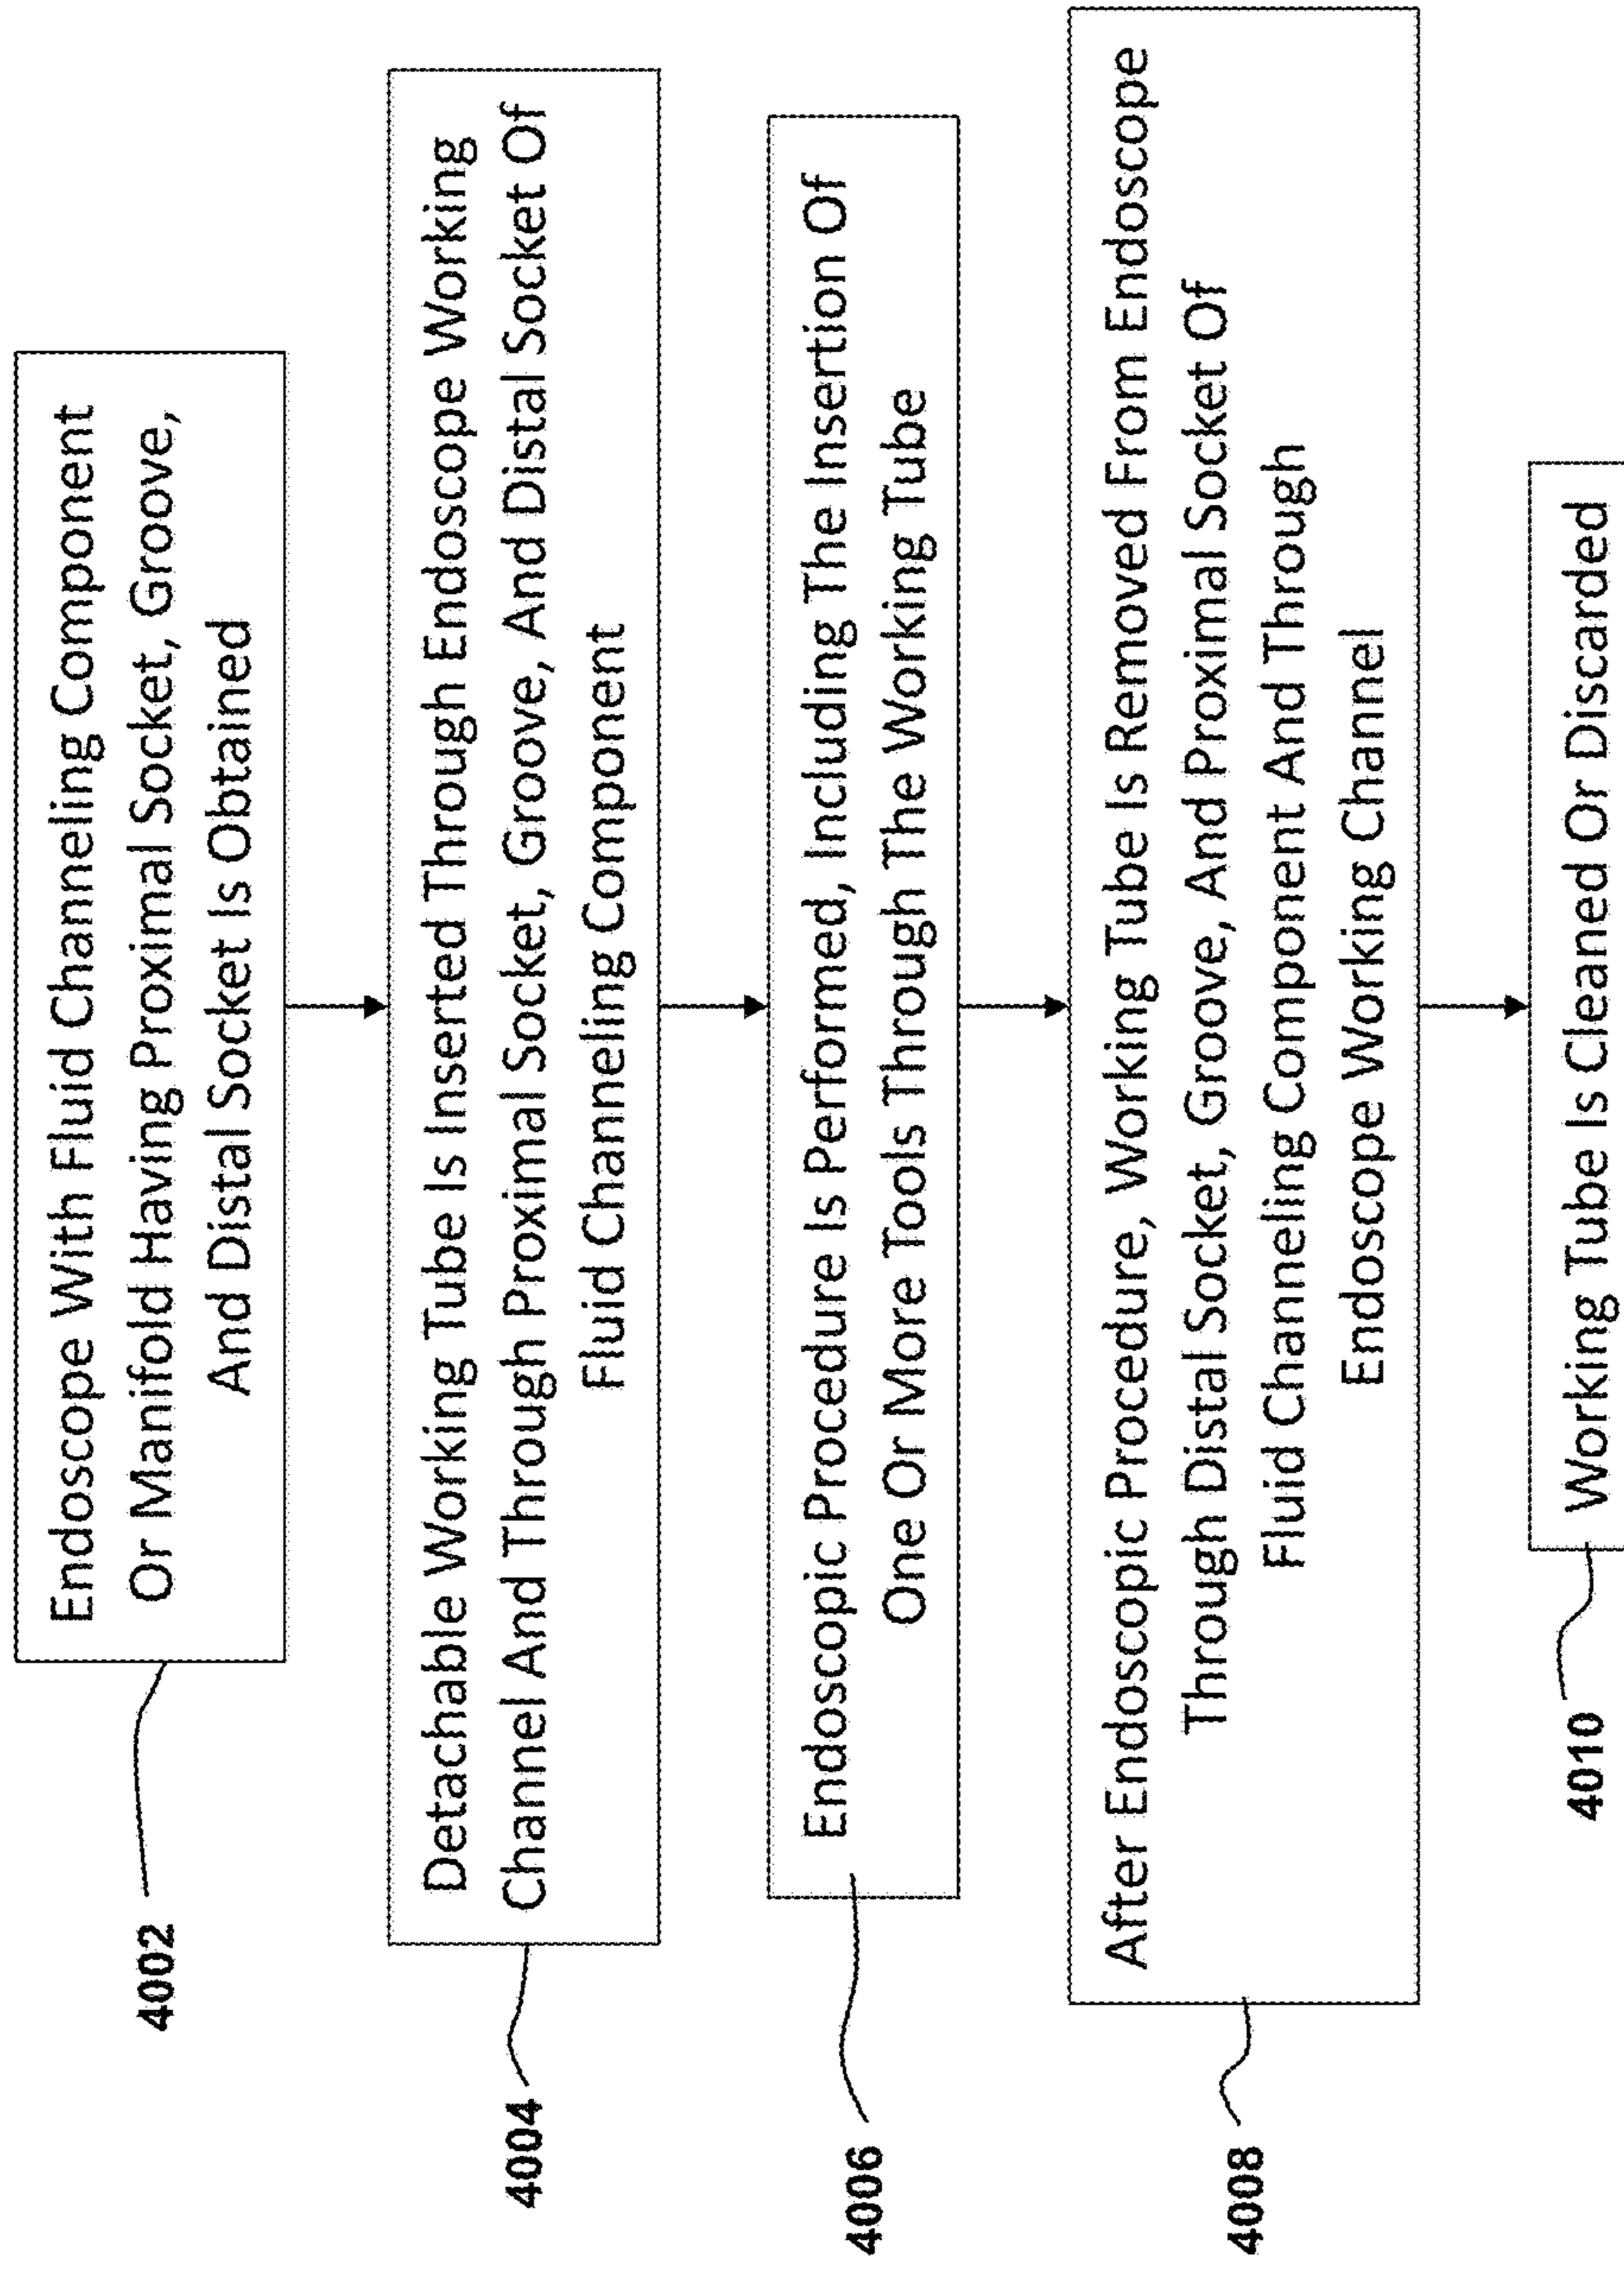 4002
Endoscope With Fluid Channeling Component
Or Manifold Having Proximal Socket, Groove,
And Distal Socket Is Obtained
4004
Detachable Working Tube Is Inserted Through Endoscope Working
Channel And Through Proximal Socket, Groove, And Distal Socket Of
Fluid Channeling Component
4006
Endoscopic Procedure Is Performed, Including The Insertion Of
One Or More Tools Through The Working Tube
4008
After Endoscopic Procedure, Working Tube Is Removed From Endoscope
Through Distal Socket, Groove, And Proximal Socket Of
Fluid Channeling Component And Through
Endoscope Working Channel
4010
Working Tube Is Cleaned Or Discarded